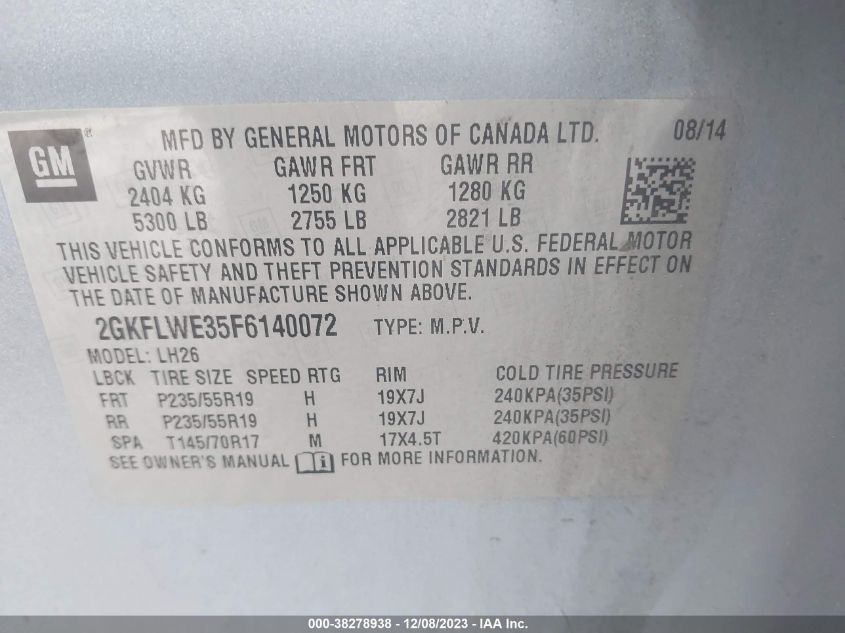 GM® MFD BY GENERAL MOTORS OF CANADA LTD. 08/14
GVWR GAWR FRT GAWR RR
2404 KG 1250 KG 1280 KG
5300 LB 2755 LB 2821 LB
THIS VEHICLE CONFORMS TO ALL APPLICABLE U.S. FEDERAL MOTOR
VEHICLE SAFETY AND THEFT PREVENTION STANDARDS IN EFFECT ON
THE DATE OF MANUFACTURE SHOWN ABOVE.
2GKFLWE35F6140072 TYPE: M.P.V.
MODEL: LH26
LBCK TIRE SIZE SPEED RTG RIM COLD TIRE PRESSURE
FRT P235/55R19 H 19X7J 240KPA(35PSI)
RR P235/55R19 H 19X7J 240KPA(35PSI)
SPA T145/70R17 M 17X4.5T 420KPA(60PSI)
SEE OWNER'S MANUAL FOR MORE INFORMATION.
000-38278938 - 12/08/2023 - IAA Inc.